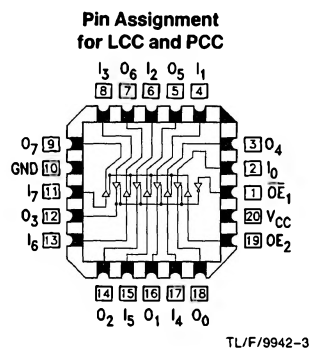 Pin Assignment
for LCC and PCC
I3 O6 I2 O5 I1
8 7 6 5 4
O7 9 3 O4
GND 10 2 I0
I7 11 1 OE1
O3 12 20 VCC
I6 13 19 OE2
14 15 16 17 18
O2 I5 O1 I4 O0
TL/F/9942-3